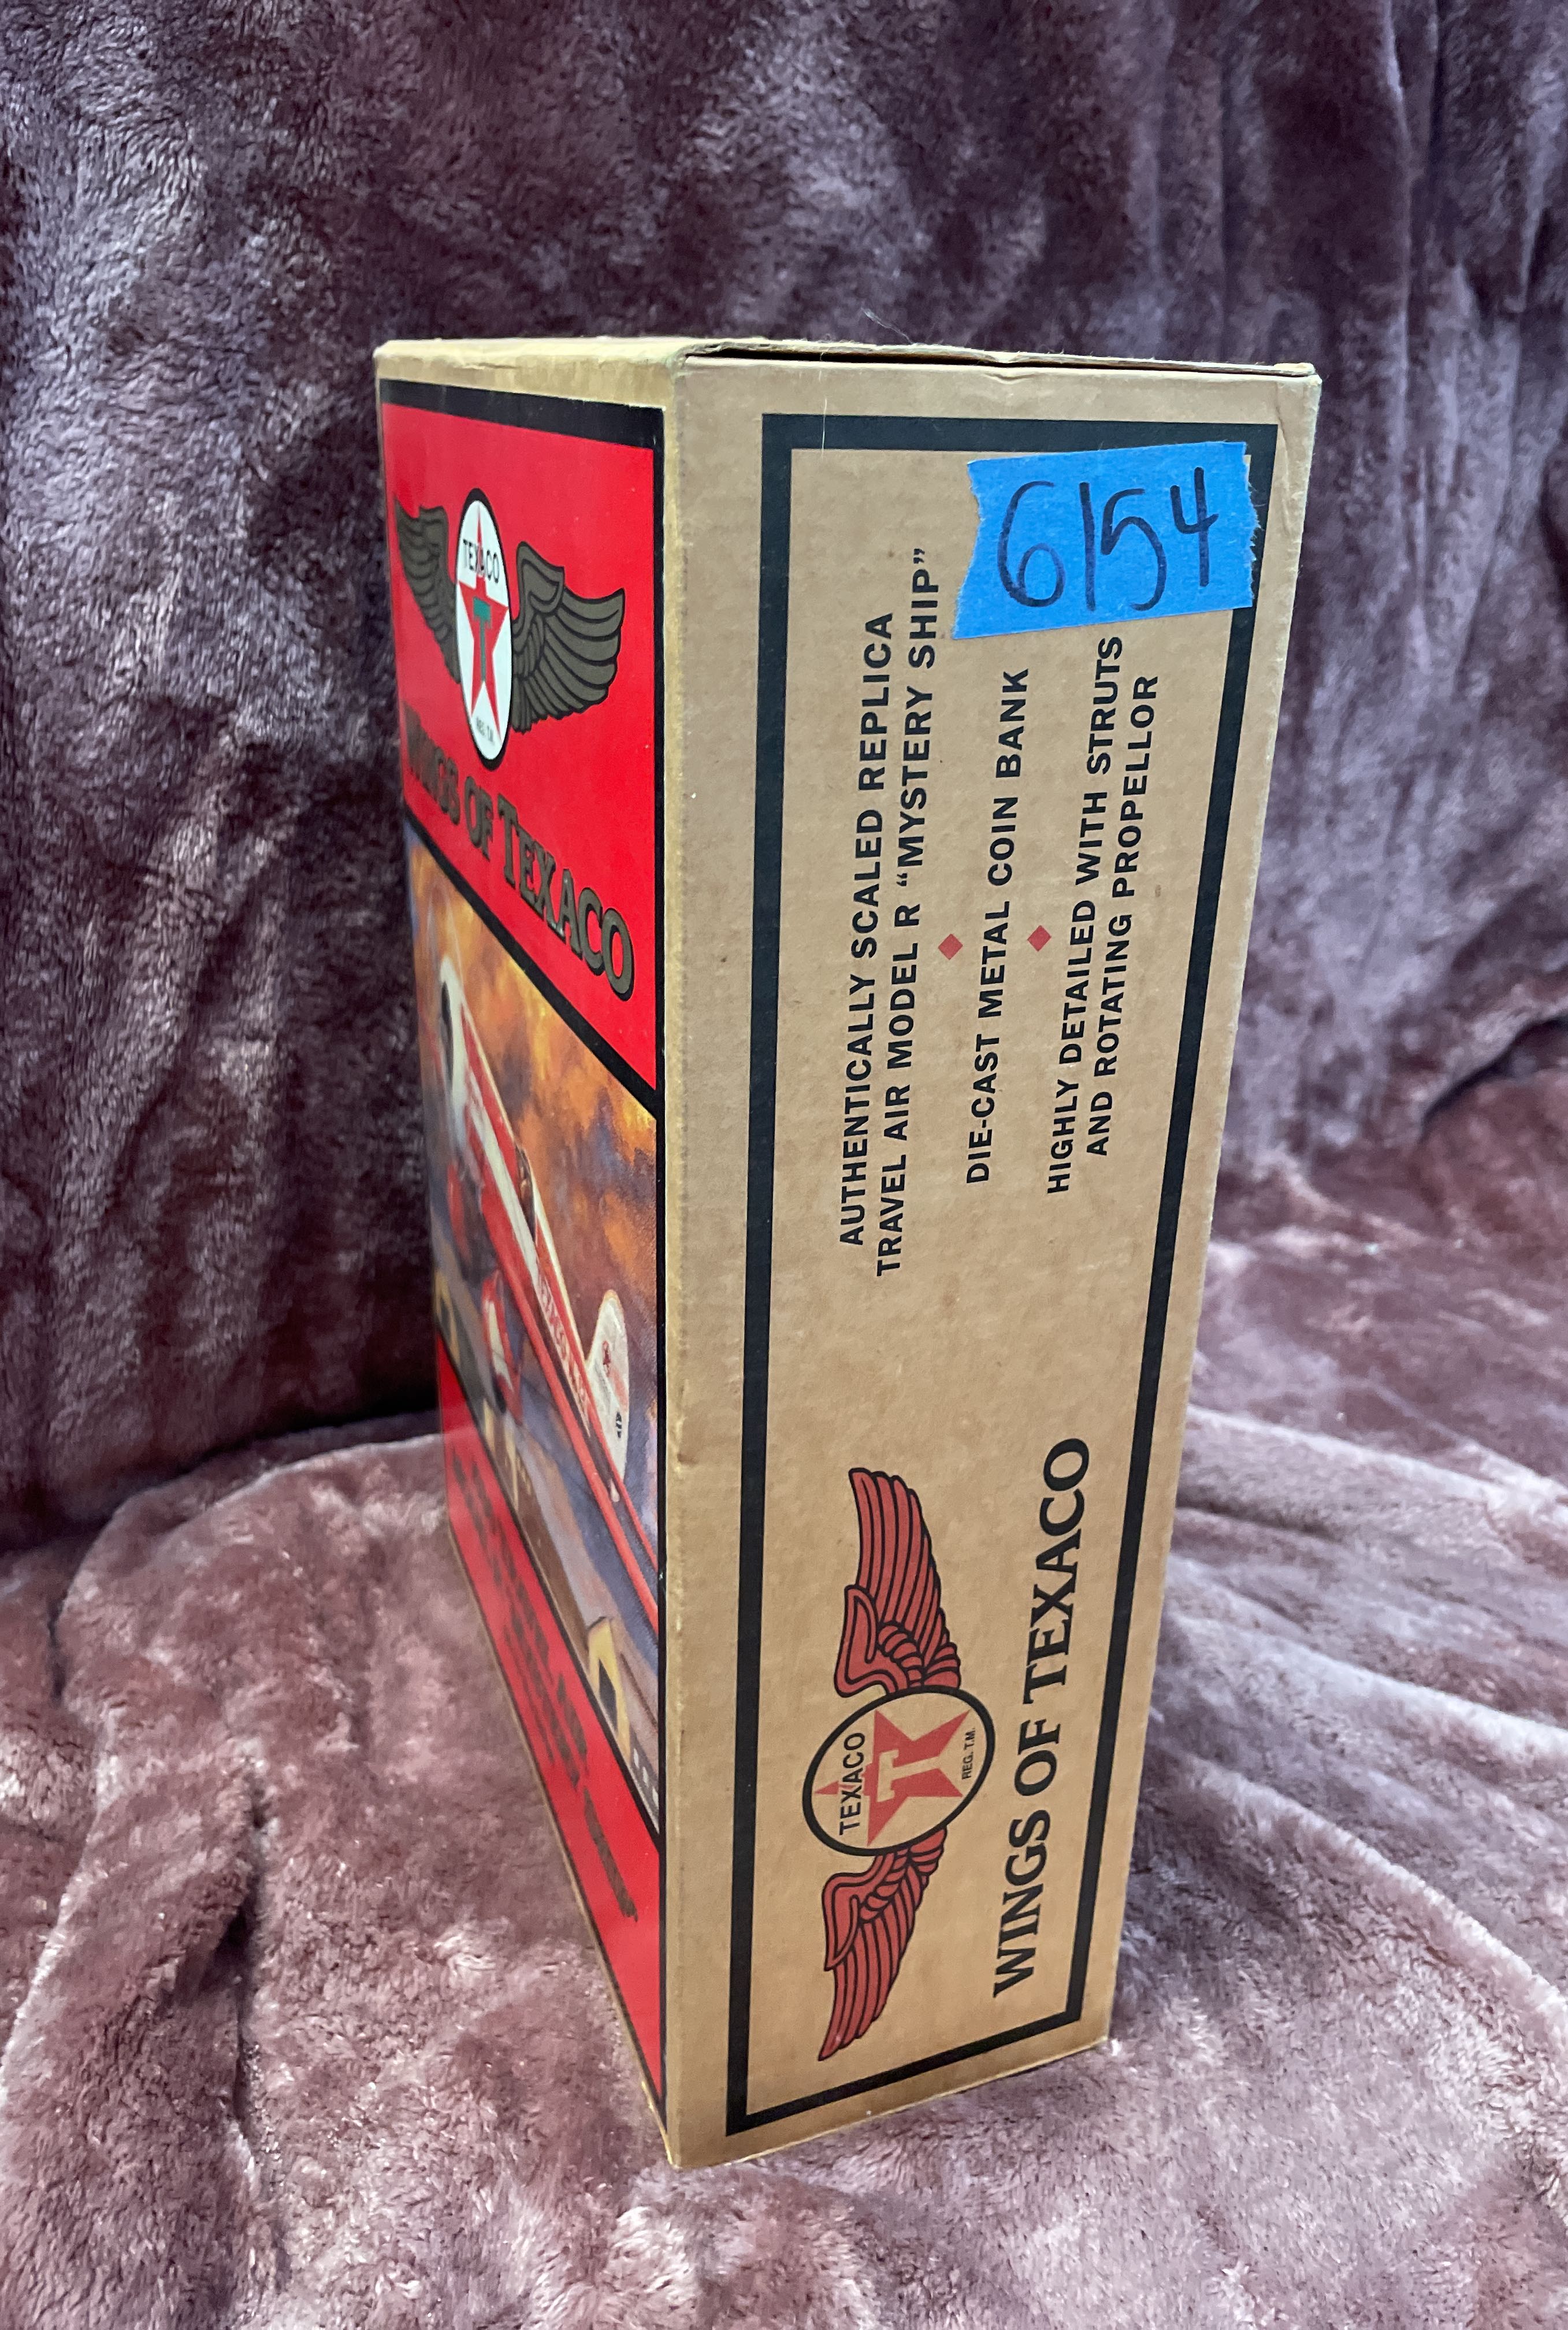 TEXACO
T
REG. T.M.
WINGS OF TEXACO
6154
AUTHENTICALLY SCALED REPLICA
TRAVEL AIR MODEL R “MYSTERY SHIP”
DIE-CAST METAL COIN BANK
HIGHLY DETAILED WITH STRUTS
AND ROTATING PROPELLOR
TEXACO
T
REG. T.M.
WINGS OF TEXACO